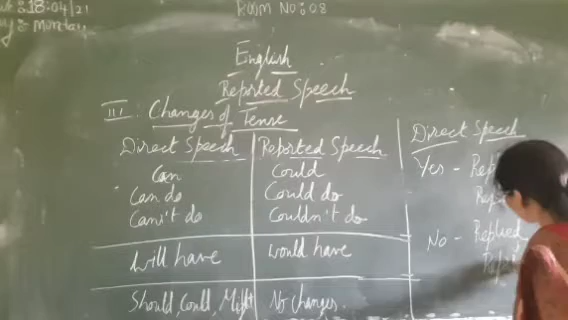 18:04/21
ROOM No: 08
Monday
English
Reported Speech
III. Changes of Tense
Direct Speech Reported Speech
Can Could
Can do Could do
Can't do Couldn't do
Will have Would have
Should, Could, Might No changes.
Direct Speech
Yes -
No - Replied